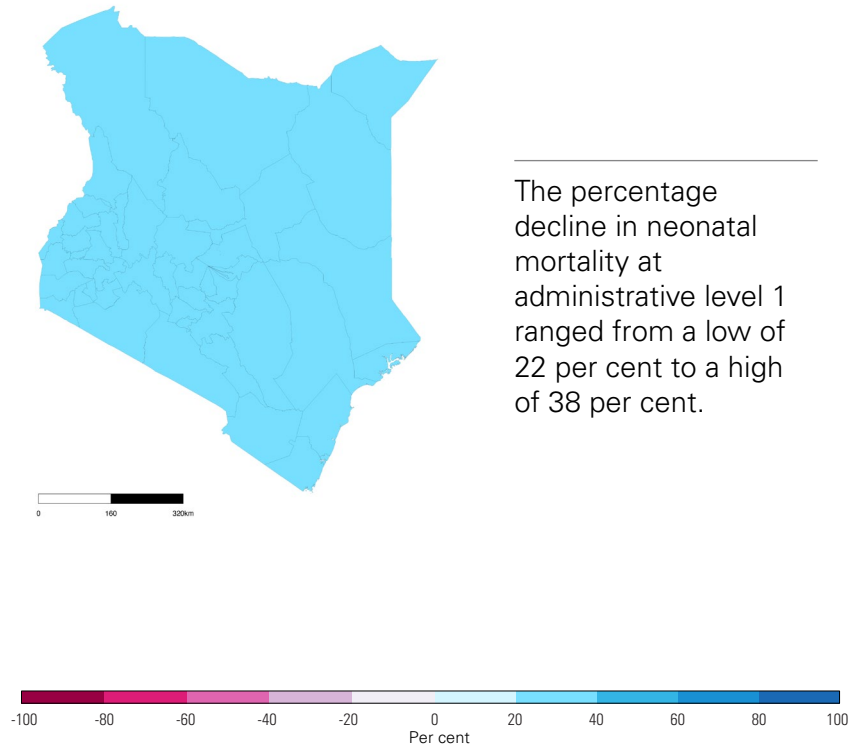 The percentage
decline in neonatal
mortality at
administrative level 1
ranged from a low of
22 per cent to a high
of 38 per cent.
0 160 320km
-100 -80 -60 -40 -20 0 20 40 60 80 100
Per cent